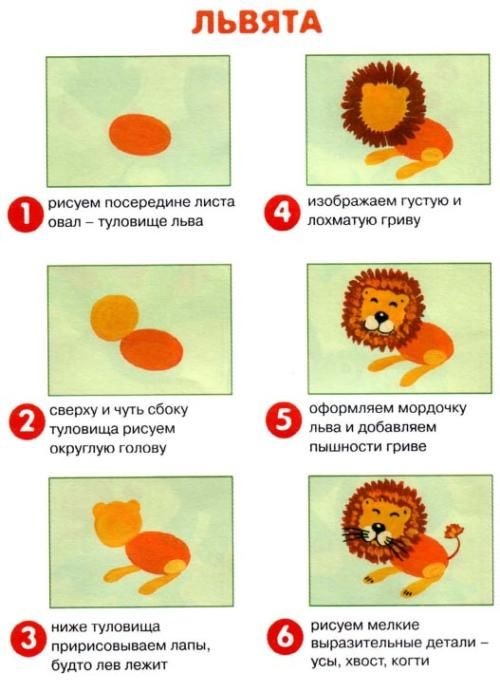 ЛЬВЯТА
1 рисуем посередине листа
овал – туловище льва
2 сверху и чуть сбоку
туловища рисуем
округлую голову
3 ниже туловища
пририсовываем лапы,
будто лев лежит
4 изображаем густую и
лохматую гриву
5 оформляем мордочку
льва и добавляем
пышности гриве
6 рисуем мелкие
выразительные детали –
усы, хвост, когти